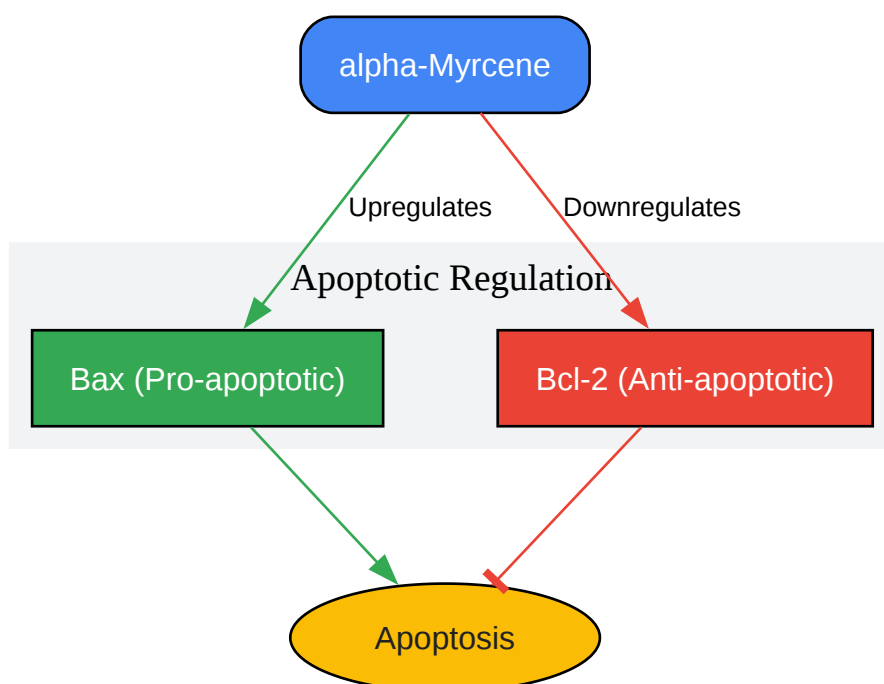 alpha-Myrcene
Upregulates
Downregulates
Apoptotic Regulation
Bax (Pro-apoptotic)
Bcl-2 (Anti-apoptotic)
Apoptosis